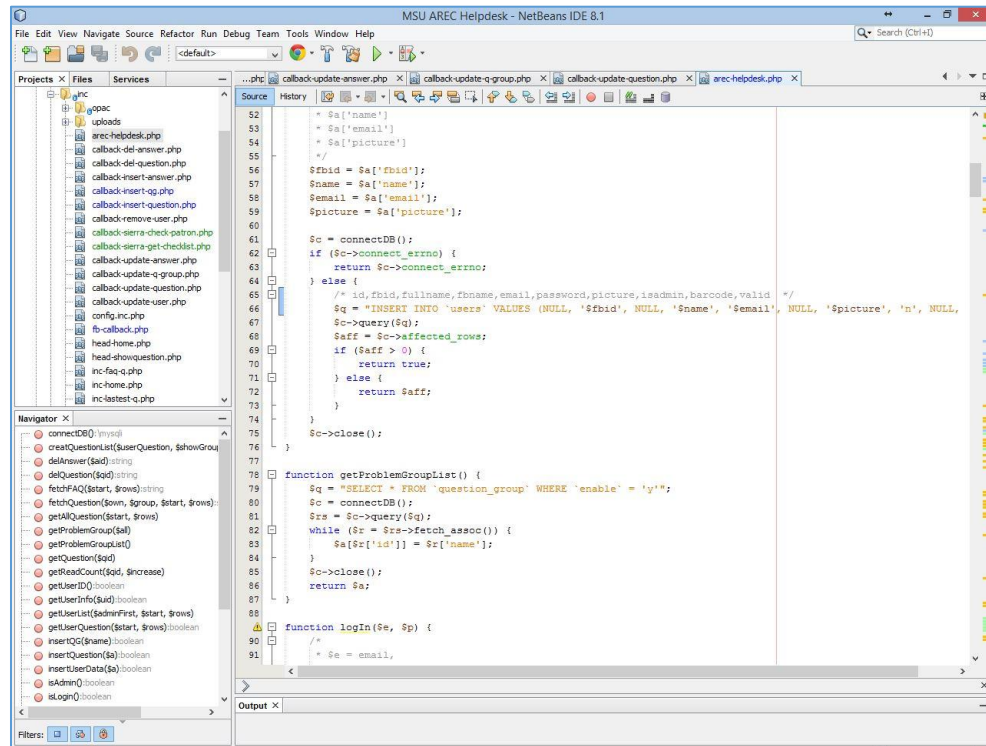 MSU AREC Helpdesk - NetBeans IDE 8.1
File Edit View Navigate Source Refactor Run Debug Team Tools Window Help
Search (Ctrl+I)
<default>
Projects Files Services
inc
opac
uploads
arec-helpdesk.php
callback-del-answer.php
callback-del-question.php
callback-insert-answer.php
callback-insert-qg.php
callback-insert-question.php
callback-remove-user.php
callback-sierra-check-patron.php
callback-sierra-get-checklist.php
callback-update-answer.php
callback-update-q-group.php
callback-update-question.php
callback-update-user.php
config.inc.php
fb-callback.php
head-home.php
head-showquestion.php
inc-faq-q.php
inc-home.php
inc-lastest-q.php
Navigator
connectDB():\mysqli
creatQuestionList($userQuestion, $showGrou
delAnswer($aid):string
delQuestion($qid):string
fetchFAQ($start, $rows):string
fetchQuestion($own, $group, $start, $rows):
getAllQuestion($start, $rows)
getProblemGroup($all)
getProblemGroupList()
getQuestion($qid)
getReadCount($qid, $increase)
getUserID():boolean
getUserInfo($uid):boolean
getUserList($adminFirst, $start, $rows)
getUserQuestion($start, $rows):boolean
insertQG($name):boolean
insertQuestion($a):boolean
insertUserData($a):boolean
isAdmin():boolean
isLogin():boolean
Filters:
...php callback-update-answer.php callback-update-q-group.php callback-update-question.php arec-helpdesk.php
Source History
52 * $a['name']
53 * $a['email']
54 * $a['picture']
55 */
56 $fbid = $a['fbid'];
57 $name = $a['name'];
58 $email = $a['email'];
59 $picture = $a['picture'];
60
61 $c = connectDB();
62 if ($c->connect_errno) {
63 return $c->connect_errno;
64 } else {
65 /* id,fbid,fullname,fbname,email,password,picture,isadmin,barcode,valid */
66 $q = "INSERT INTO `users` VALUES (NULL, '$fbid', NULL, '$name', '$email', NULL, '$picture', 'n', NULL,
67 $c->query($q);
68 $aff = $c->affected_rows;
69 if ($aff > 0) {
70 return true;
71 } else {
72 return $aff;
73 }
74 }
75 $c->close();
76 }
77
78 function getProblemGroupList() {
79 $q = "SELECT * FROM `question_group` WHERE `enable` = 'y'";
80 $c = connectDB();
81 $rs = $c->query($q);
82 while ($r = $rs->fetch_assoc()) {
83 $a[$r['id']] = $r['name'];
84 }
85 $c->close();
86 return $a;
87 }
88
function logIn($e, $p) {
90 /*
91 * $e = email,
Output